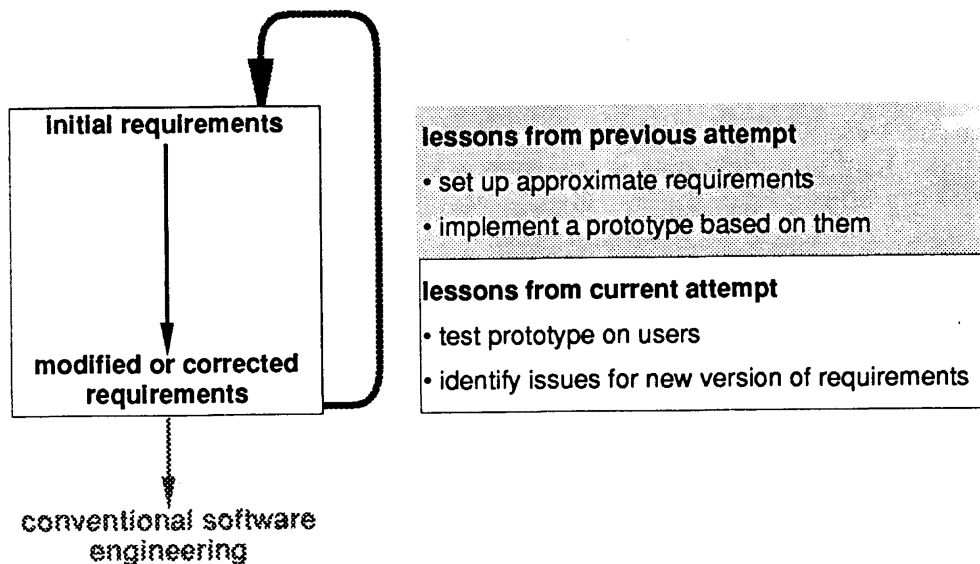 initial requirements
modified or corrected
requirements
conventional software
engineering
lessons from previous attempt
• set up approximate requirements
• implement a prototype based on them
lessons from current attempt
• test prototype on users
• identify issues for new version of requirements